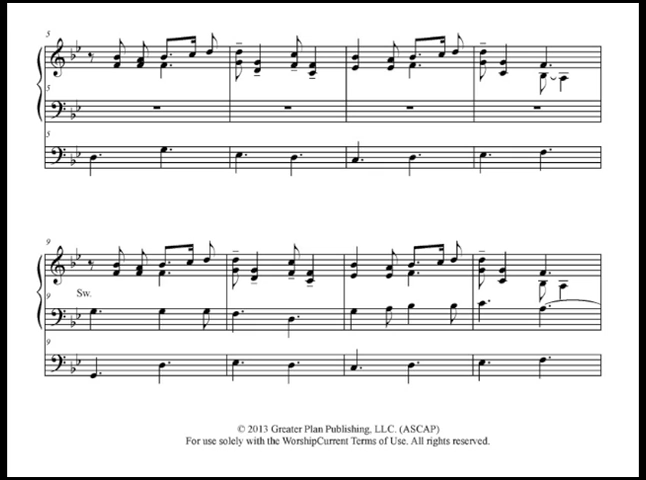 5
5
5
9
Sw.
9
9
© 2013 Greater Plan Publishing, LLC. (ASCAP)
For use solely with the WorshipCurrent Terms of Use. All rights reserved.